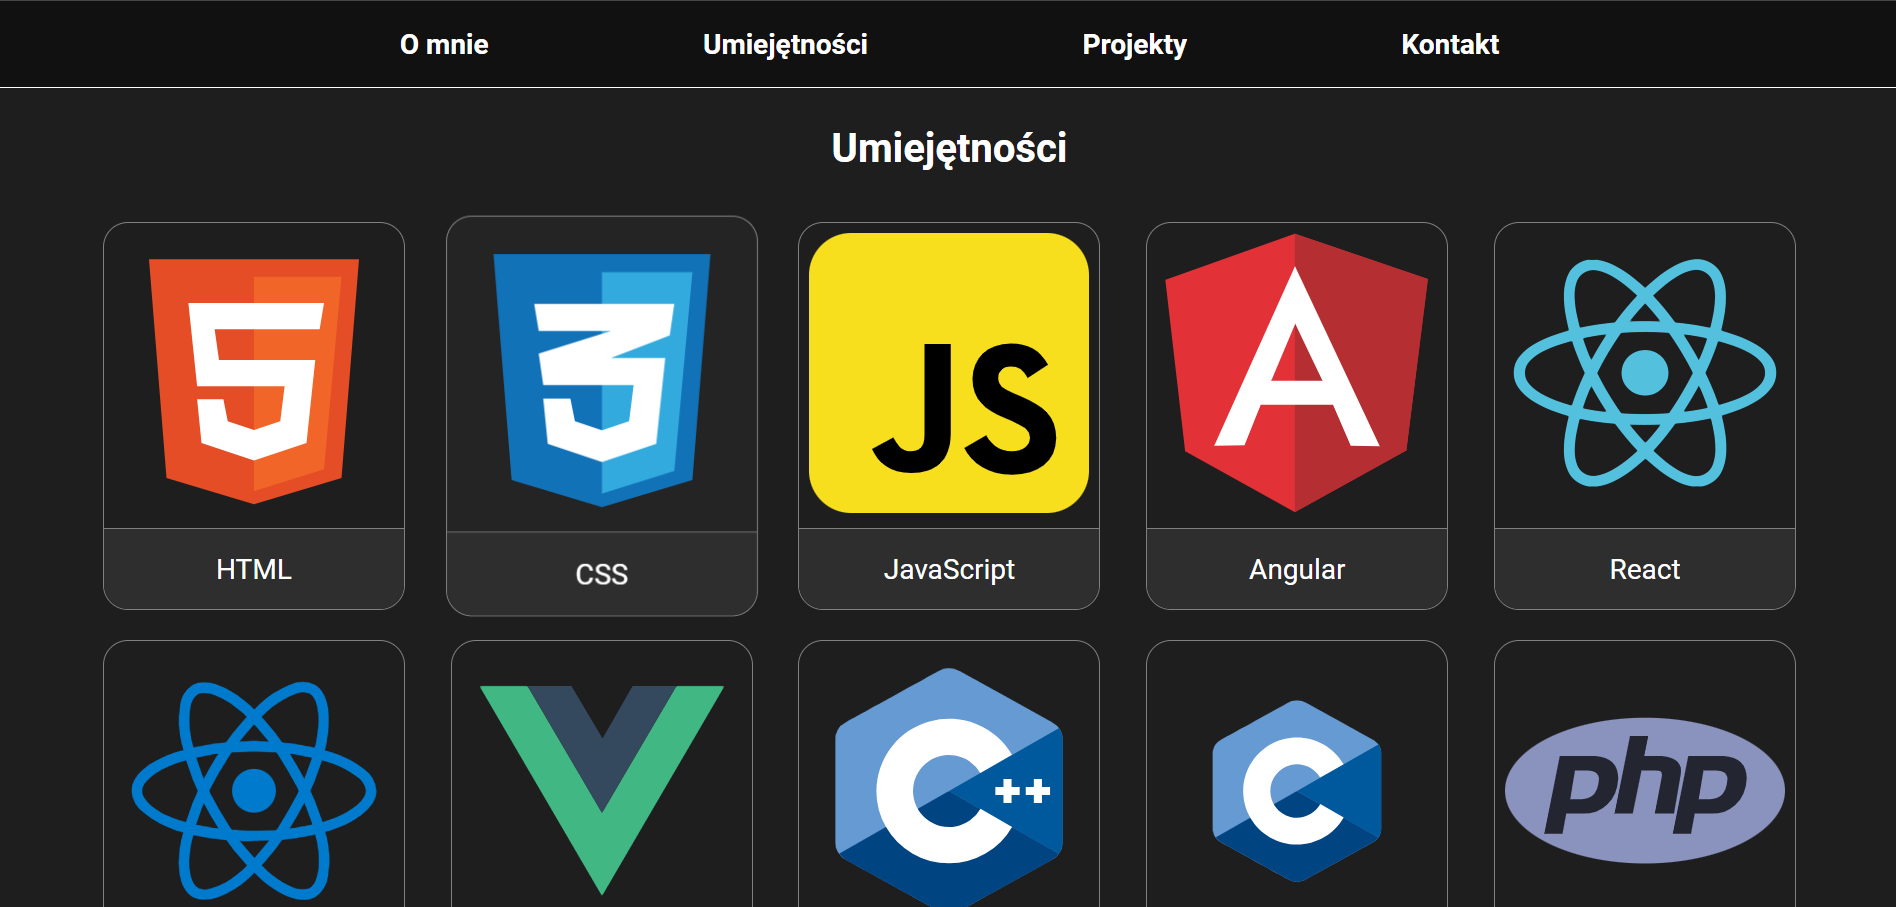 O mnie Umiejętności Projekty Kontakt
Umiejętności
5 3 JS A
HTML CSS JavaScript Angular React
C++ C php